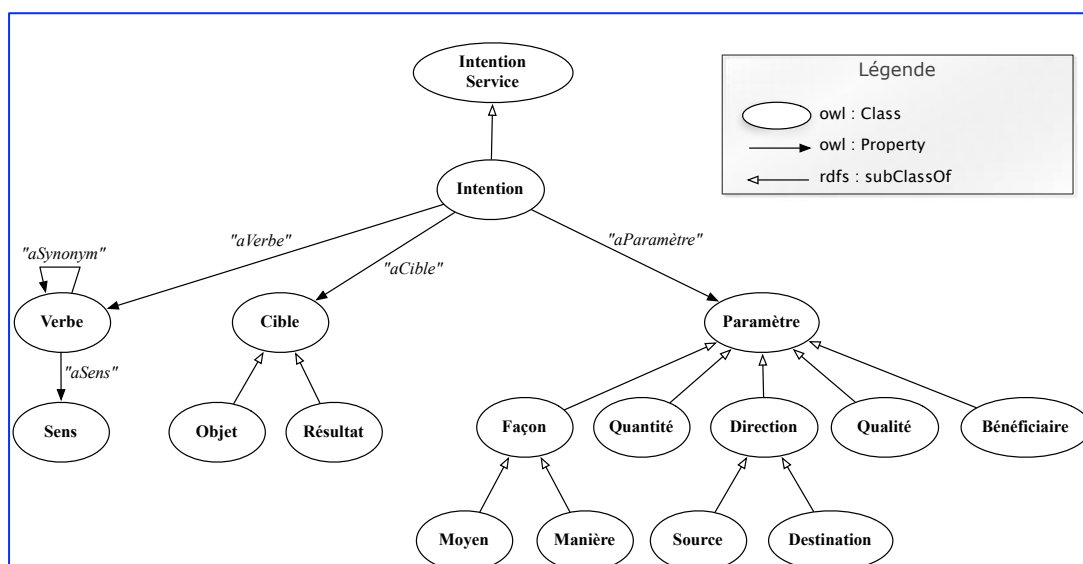 Intention
Service
Légende
owl : Class
owl : Property
rdfs : subClassOf
Intention
"aVerbe"
"aCible"
"aParamètre"
"aSynonym"
Verbe
Cible
Paramètre
"aSens"
Sens
Objet
Résultat
Façon
Quantité
Direction
Qualité
Bénéficiaire
Moyen
Manière
Source
Destination